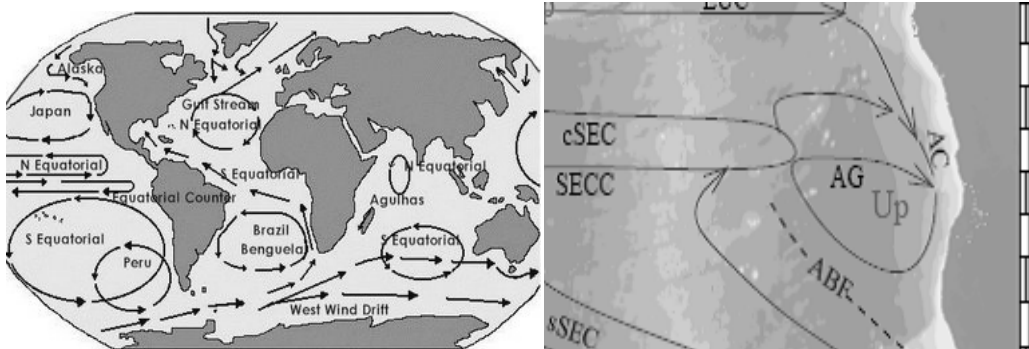 Alaska
Japan
Gulf Stream
N Equatorial
N Equatorial
N Equatorial
S Equatorial
Equatorial Counter
Agulhas
S Equatorial
Peru
Brazil
Benguela
S Equatorial
West Wind Drift
cSEC
SECC
AC
AG
Up
ABF
sSEC